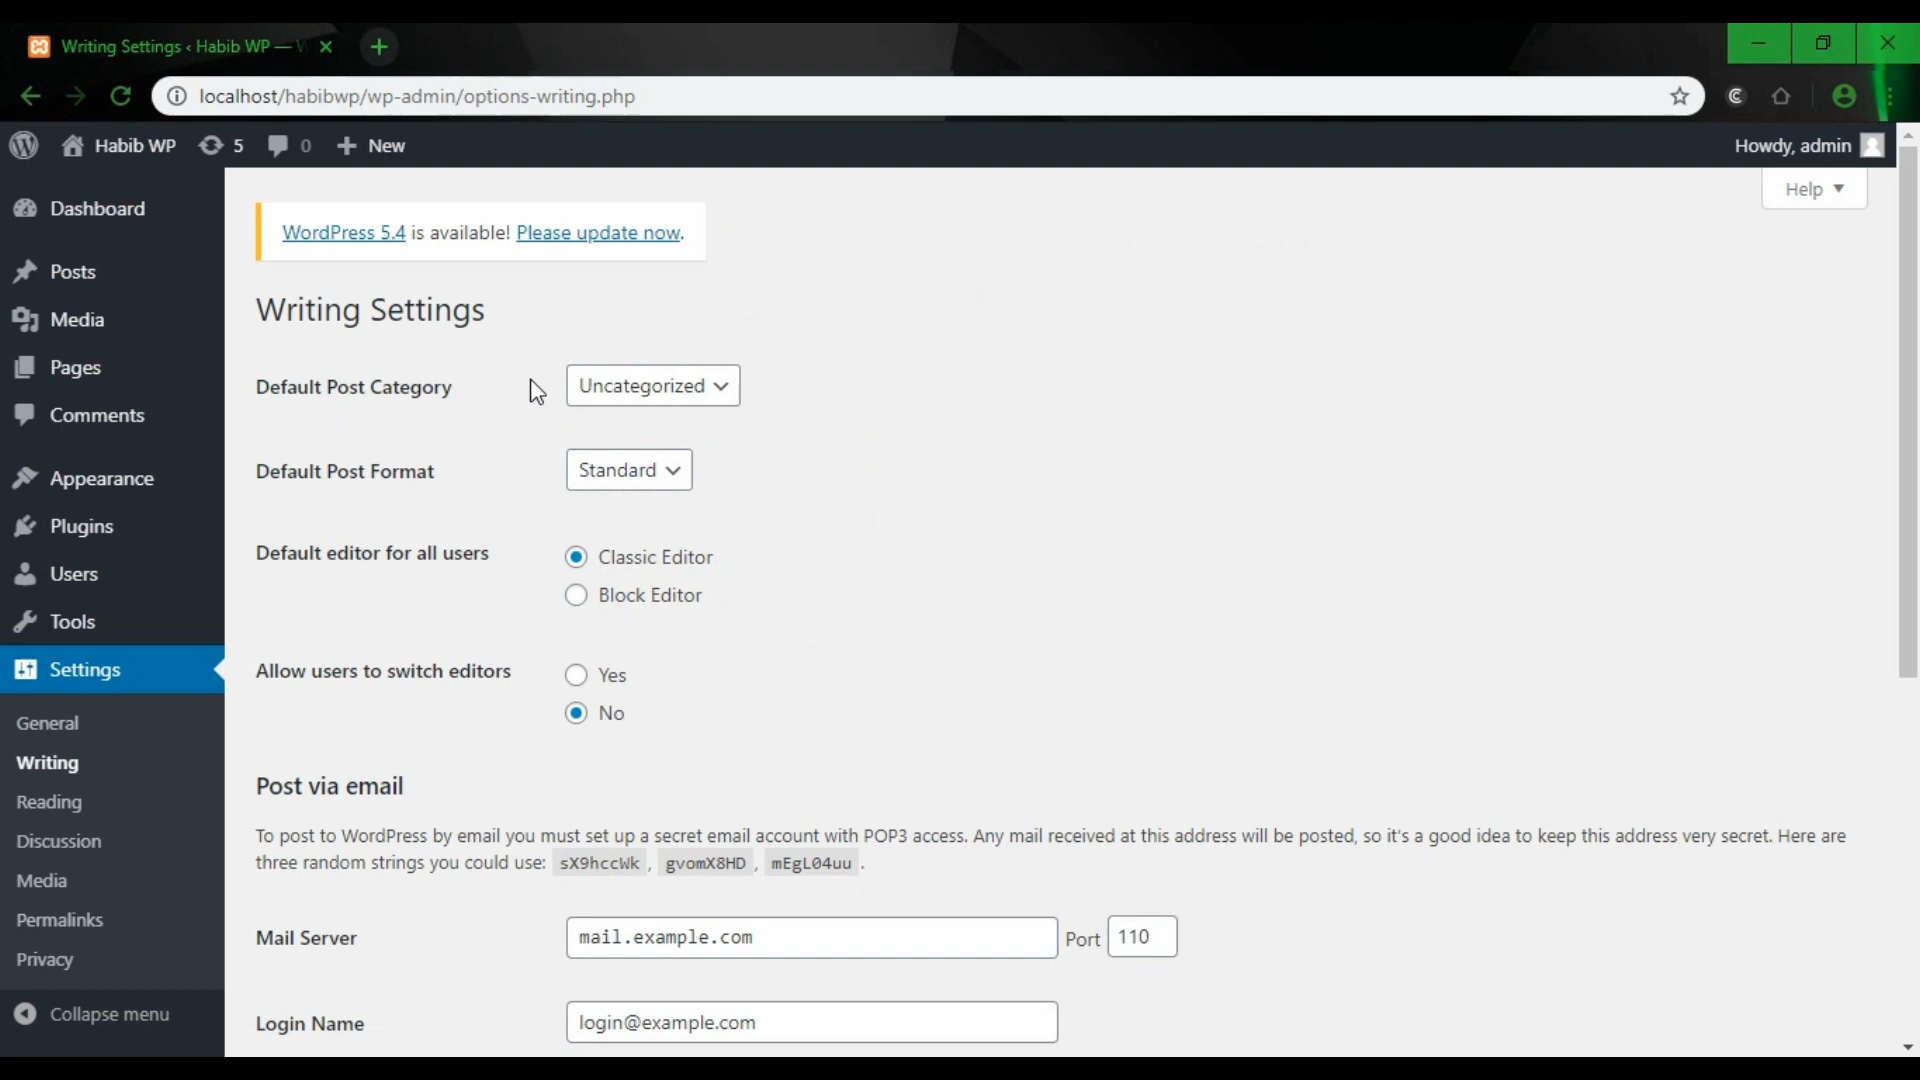 Writing Settings ‹ Habib WP —
localhost/habibwp/wp-admin/options-writing.php
Habib WP 5 0 New Howdy, admin
Help
Dashboard
Posts
Media
Pages
Comments
Appearance
Plugins
Users
Tools
Settings
General
Writing
Reading
Discussion
Media
Permalinks
Privacy
Collapse menu
WordPress 5.4 is available! Please update now.
Writing Settings
Default Post Category Uncategorized
Default Post Format Standard
Default editor for all users Classic Editor
Block Editor
Allow users to switch editors Yes
No
Post via email
To post to WordPress by email you must set up a secret email account with POP3 access. Any mail received at this address will be posted, so it's a good idea to keep this address very secret. Here are
three random strings you could use: sX9hccWk , gvomX8HD , mEgL04uu .
Mail Server mail.example.com Port 110
Login Name login@example.com